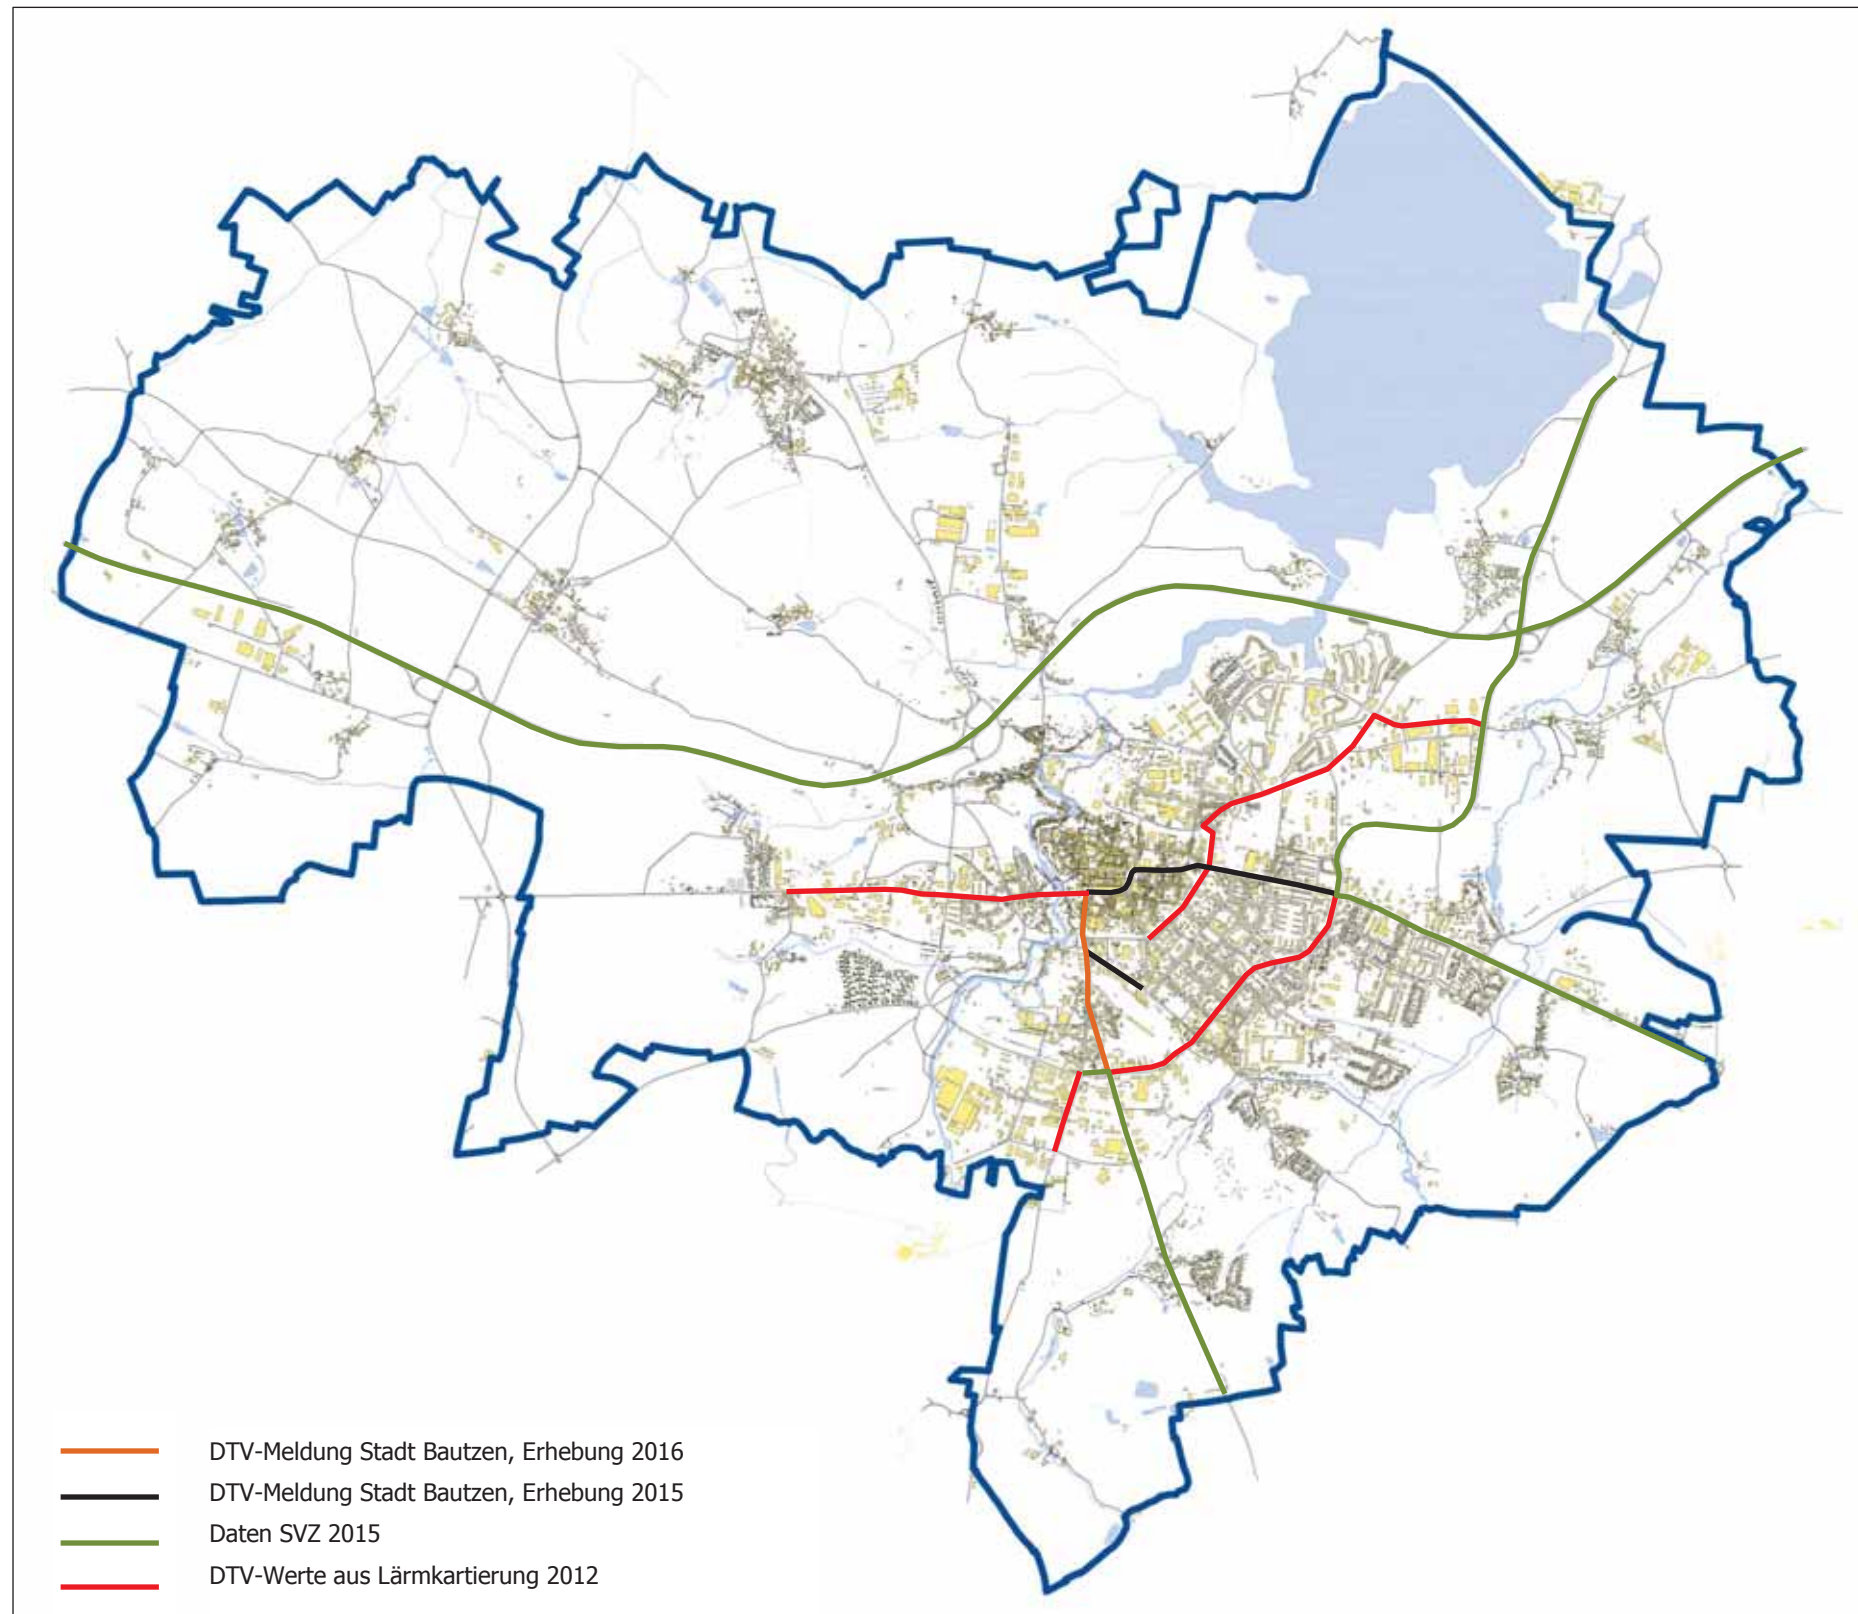 DTV-Meldung Stadt Bautzen, Erhebung 2016
DTV-Meldung Stadt Bautzen, Erhebung 2015
Daten SVZ 2015
DTV-Werte aus Lärmkartierung 2012